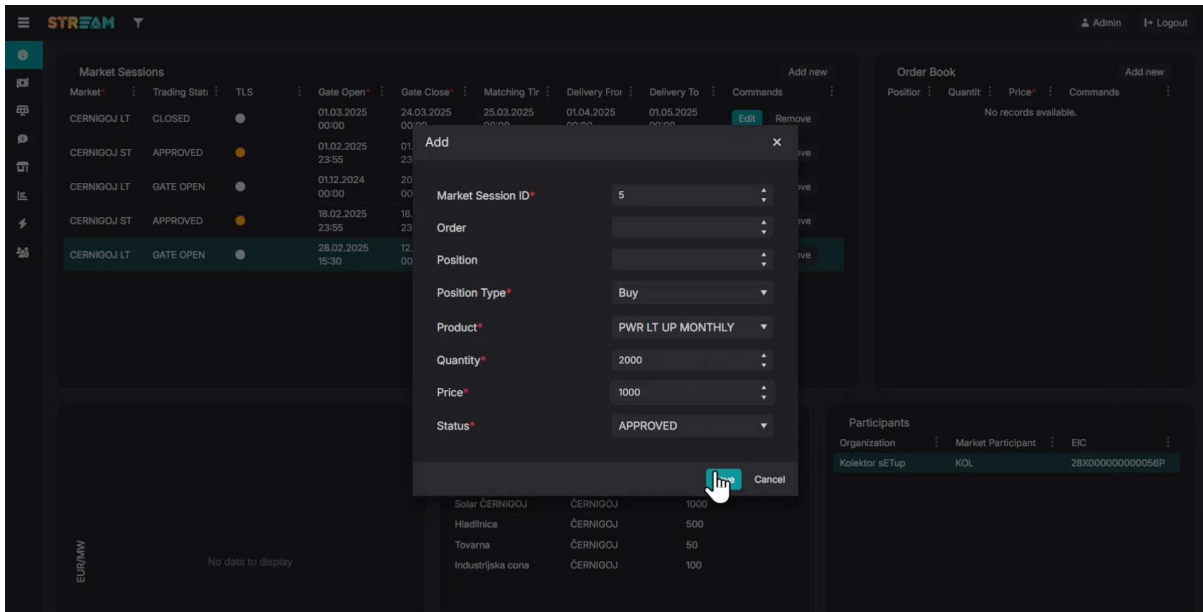 STREAM
Admin
Logout
Market Sessions
Add new
Market* Trading Stat TLS Gate Open* Gate Close* Matching Tir Delivery Fror Delivery To Commands
CERNIGOJ LT CLOSED 01.03.2025 00:00 24.03.2025 25.03.2025 01.04.2025 01.05.2025 Edit Remove
CERNIGOJ ST APPROVED 01.02.2025 23:55
CERNIGOJ LT GATE OPEN 01.12.2024 00:00
CERNIGOJ ST APPROVED 18.02.2025 23:55
CERNIGOJ LT GATE OPEN 28.02.2025 15:30
Order Book
Add new
Position Quantit Price* Commands
No records available.
Add
Market Session ID* 5
Order
Position
Position Type* Buy
Product* PWR LT UP MONTHLY
Quantity* 2000
Price* 1000
Status* APPROVED
Cancel
EUR/MW
No data to display
Solar ČERNIGOJ ČERNIGOJ 1000
Hladilnica ČERNIGOJ 500
Tovarna ČERNIGOJ 50
Industrijska cona ČERNIGOJ 100
Participants
Organization Market Participant EIC
Kolektor sETup KOL 28X000000000056P